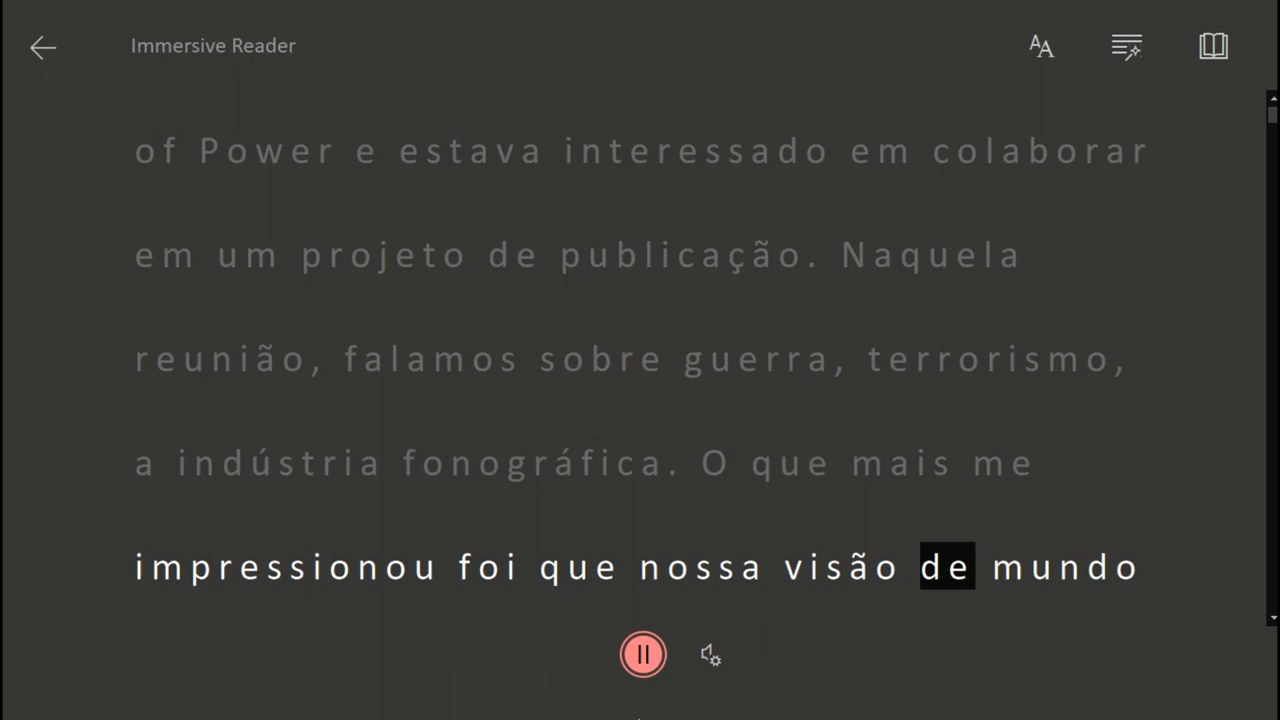 Immersive Reader
of Power e estava interessado em colaborar
em um projeto de publicação. Naquela
reunião, falamos sobre guerra, terrorismo,
a indústria fonográfica. O que mais me
impressionou foi que nossa visão de mundo